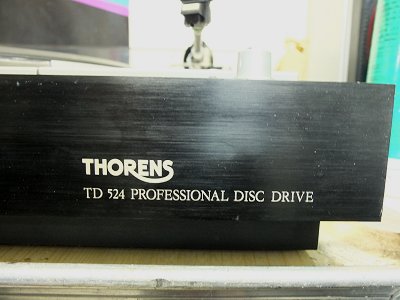 THORENS
TD 524 PROFESSIONAL DISC DRIVE